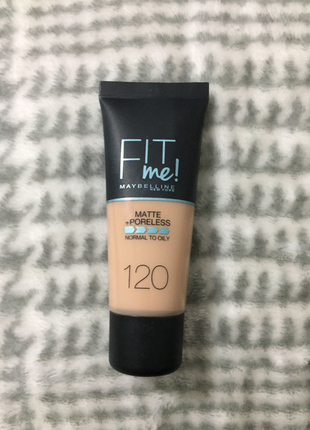 FIT
me!
MAYBELLINE
NEW YORK
MATTE
+PORELESS
NORMAL TO OILY
120